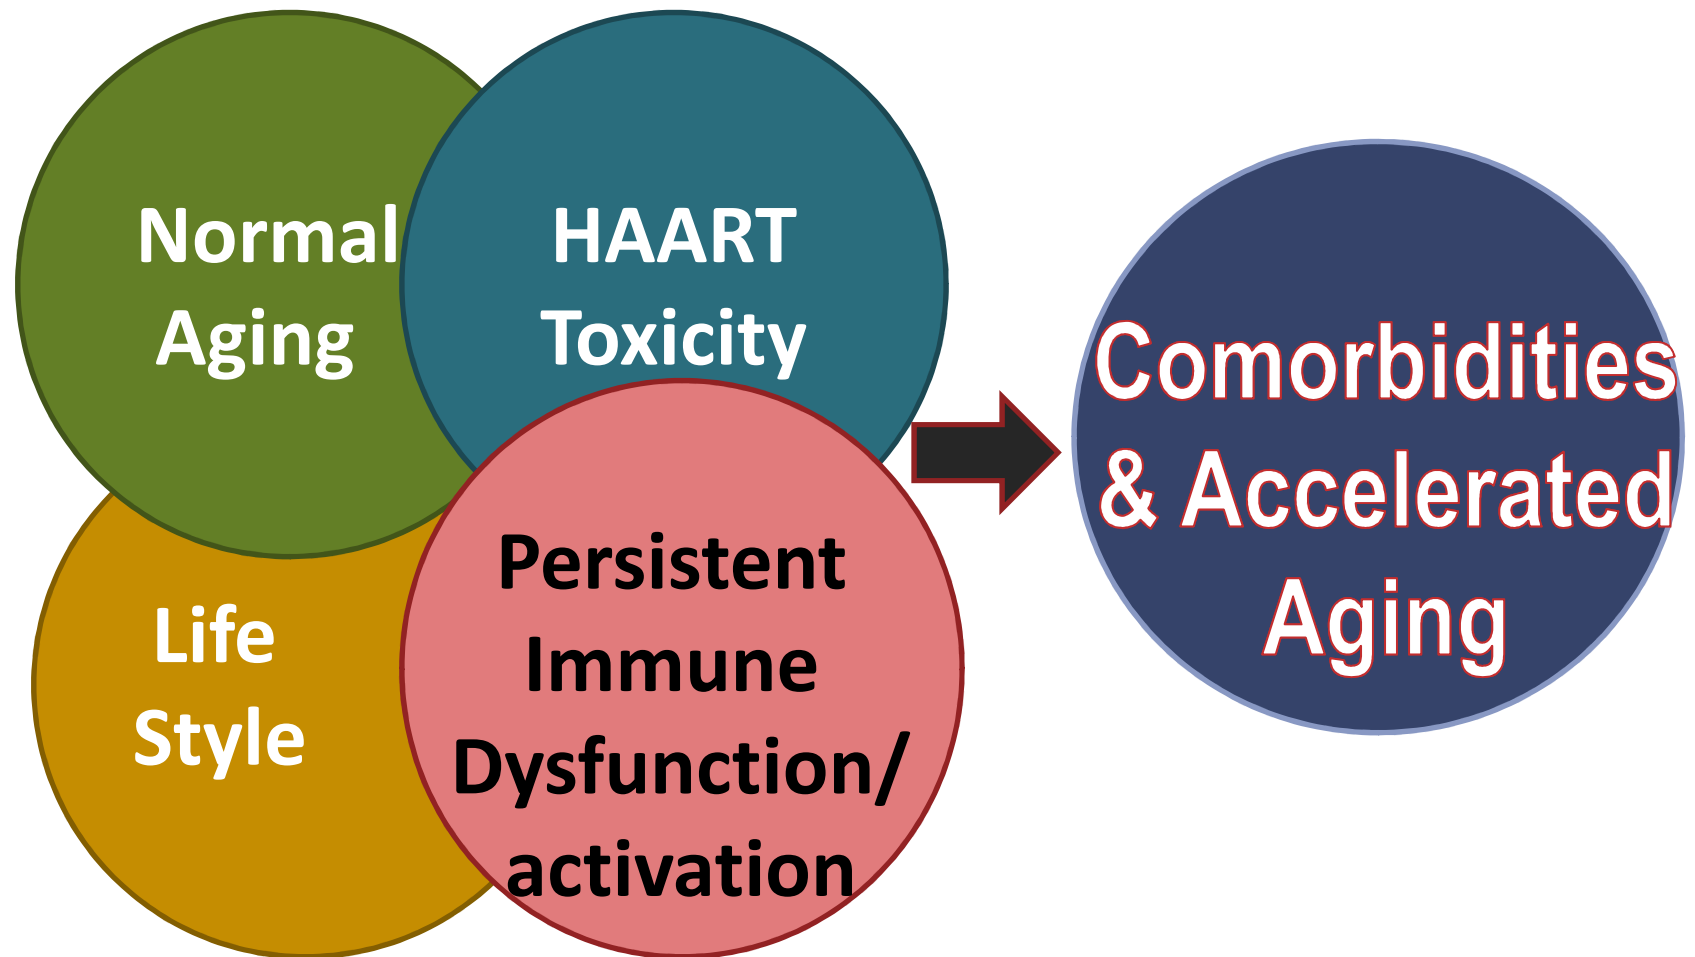 Normal
Aging
HAART
Toxicity
Life
Style
Persistent
Immune
Dysfunction/
activation
Comorbidities
& Accelerated
Aging